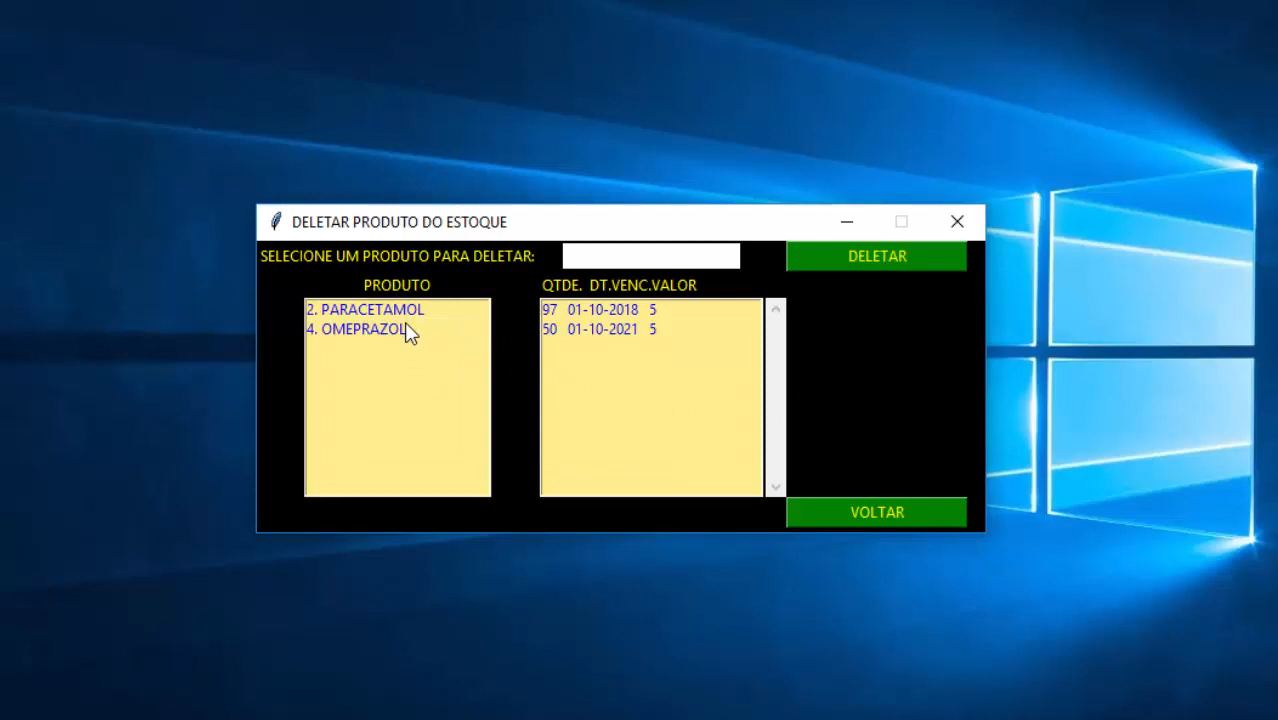 DELETAR PRODUTO DO ESTOQUE
SELECIONE UM PRODUTO PARA DELETAR:
DELETAR
PRODUTO
QTDE. DT.VENC.VALOR
2. PARACETAMOL
97 01-10-2018 5
4. OMEPRAZOL
50 01-10-2021 5
VOLTAR